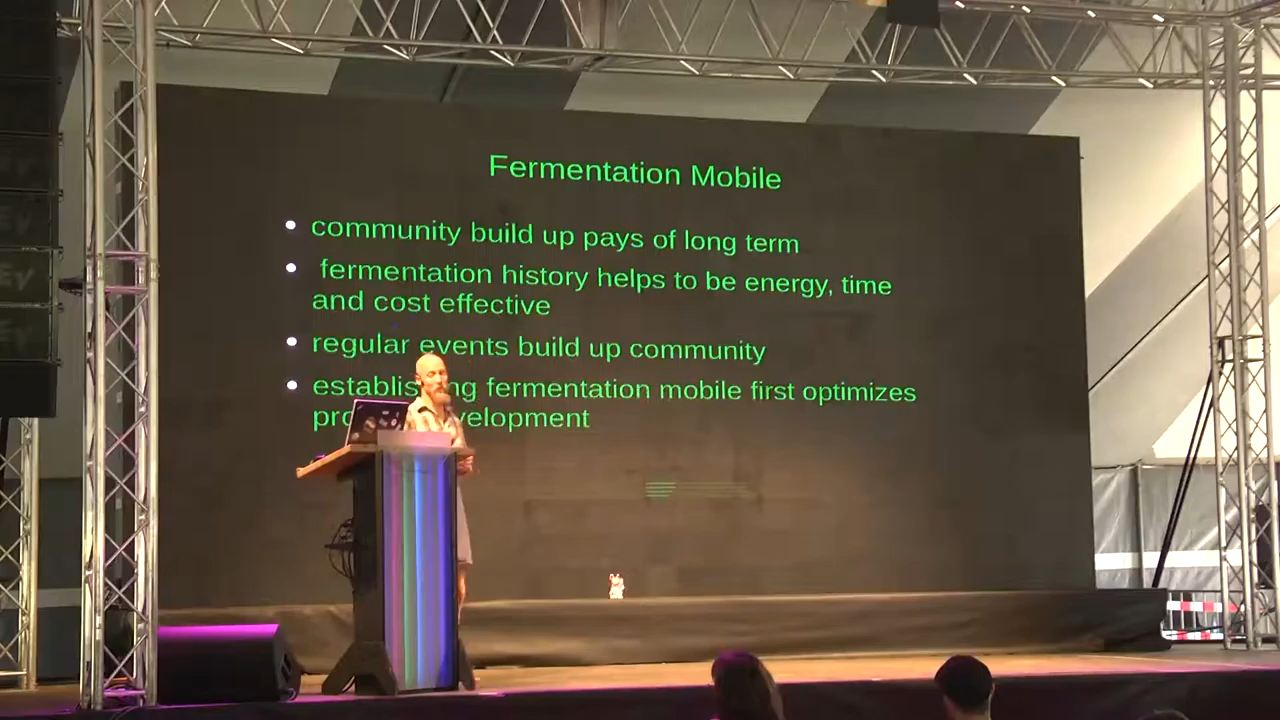 Fermentation Mobile
community build up pays of long term
fermentation history helps to be energy, time
and cost effective
regular events build up community
fermentation mobile first optimizes